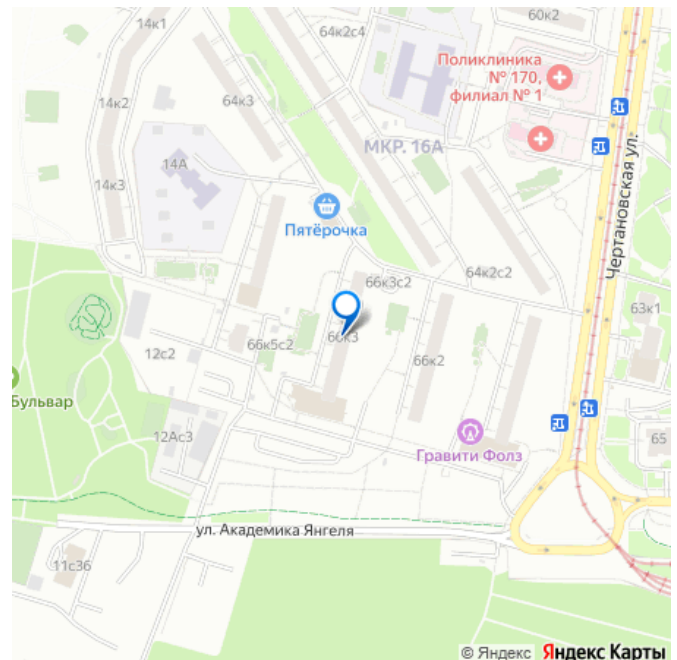 14к1
64к2с4
60к2
Поликлиника
№ 170,
филиал № 1
14к2
64к3
МКР. 16А
14А
14к3
Чертановская ул.
Пятёрочка
66к3с2
64к2с2
63к1
12с2
66к5с2
66к3
66к2
Бульвар
12Ас3
Гравити Фолз
65
ул. Академика Янгеля
11с36
© Яндекс Яндекс Карты